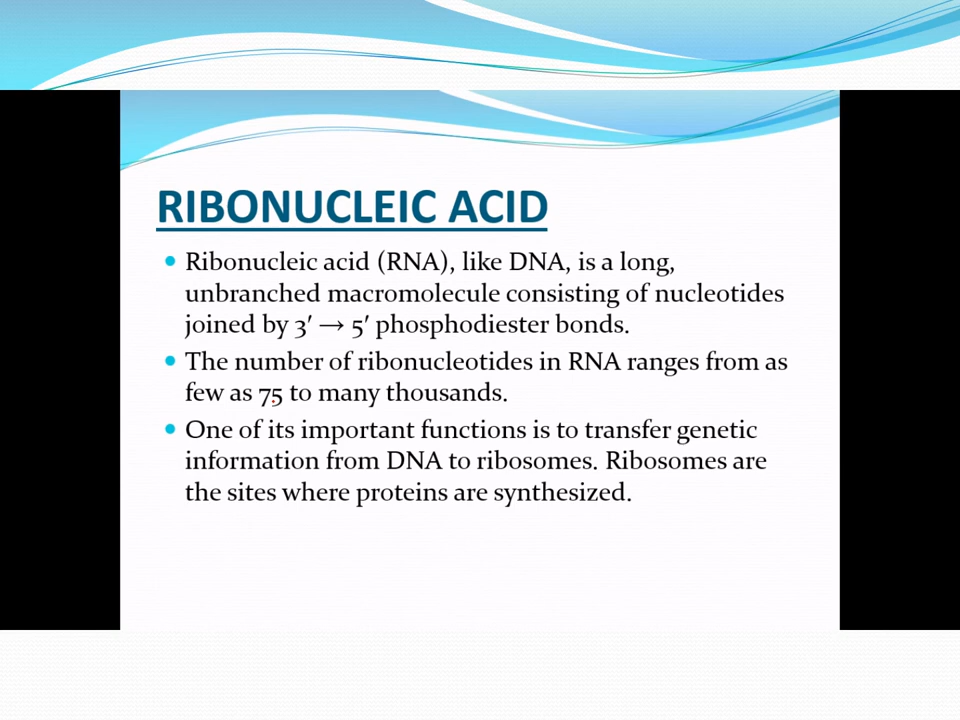 RIBONUCLEIC ACID
Ribonucleic acid (RNA), like DNA, is a long,
unbranched macromolecule consisting of nucleotides
joined by 3′ → 5′ phosphodiester bonds.
The number of ribonucleotides in RNA ranges from as
few as 75 to many thousands.
One of its important functions is to transfer genetic
information from DNA to ribosomes. Ribosomes are
the sites where proteins are synthesized.